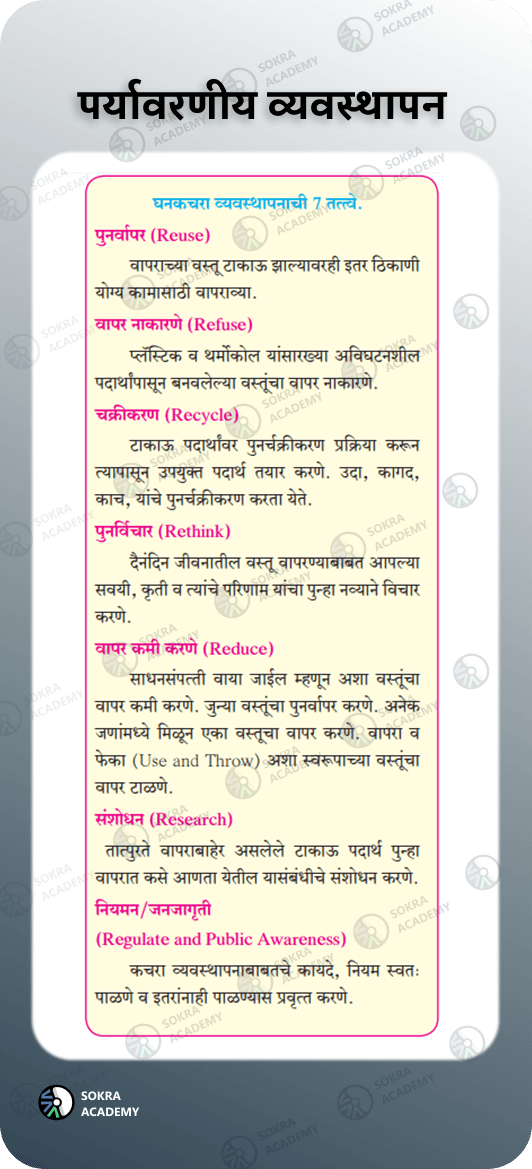 पर्यावरणीय व्यवस्थापन
घनकचरा व्यवस्थापनाची 7 तत्त्वे.
पुनर्वापर (Reuse)
वापराच्या वस्तू टाकाऊ झाल्यावरही इतर ठिकाणी
योग्य कामासाठी वापराव्या.
वापर नाकारणे (Refuse)
प्लॅस्टिक व थर्मोकोल यांसारख्या अविघटनशील
पदार्थांपासून बनवलेल्या वस्तूंचा वापर नाकारणे.
चक्रीकरण (Recycle)
टाकाऊ पदार्थांवर पुनर्चक्रीकरण प्रक्रिया करून
त्यापासून उपयुक्त पदार्थ तयार करणे. उदा, कागद,
काच, यांचे पुनर्चक्रीकरण करता येते.
पुनर्विचार (Rethink)
दैनंदिन जीवनातील वस्तू वापरण्याबाबत आपल्या
सवयी, कृती व त्यांचे परिणाम यांचा पुन्हा नव्याने विचार
करणे.
वापर कमी करणे (Reduce)
साधनसंपत्ती वाया जाईल म्हणून अशा वस्तूंचा
वापर कमी करणे. जुन्या वस्तूंचा पुनर्वापर करणे. अनेक
जणांमध्ये मिळून एका वस्तूचा वापर करणे. वापरा व
फेका (Use and Throw) अशा स्वरूपाच्या वस्तूंचा
वापर टाळणे.
संशोधन (Research)
तात्पुरते वापराबाहेर असलेले टाकाऊ पदार्थ पुन्हा
वापरात कसे आणता येतील यासंबंधीचे संशोधन करणे.
नियमन/जनजागृती
(Regulate and Public Awareness)
कचरा व्यवस्थापनाबाबतचे कायदे, नियम स्वतः
पाळणे व इतरांनाही पाळण्यास प्रवृत्त करणे.
SOKRA
ACADEMY